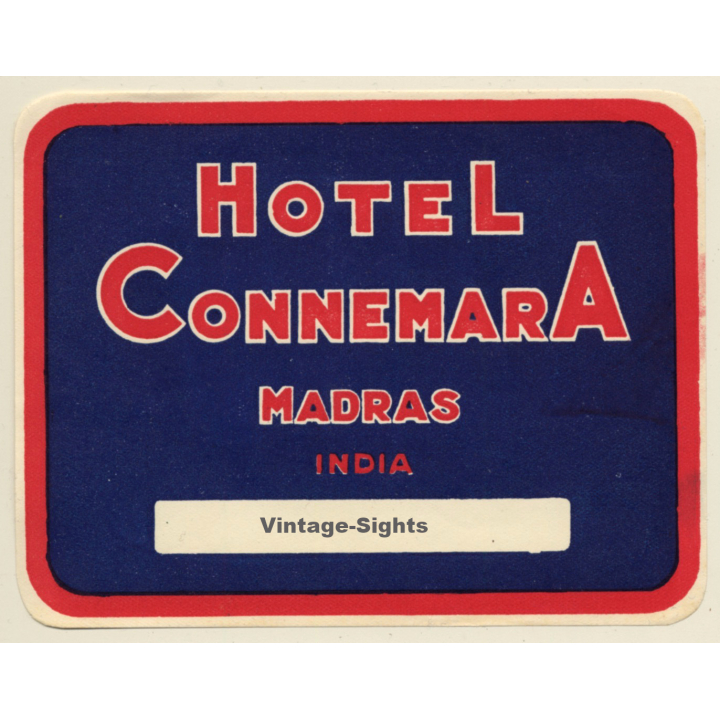 HOTEL
CONNEMARA
MADRAS
INDIA
Vintage-Sights